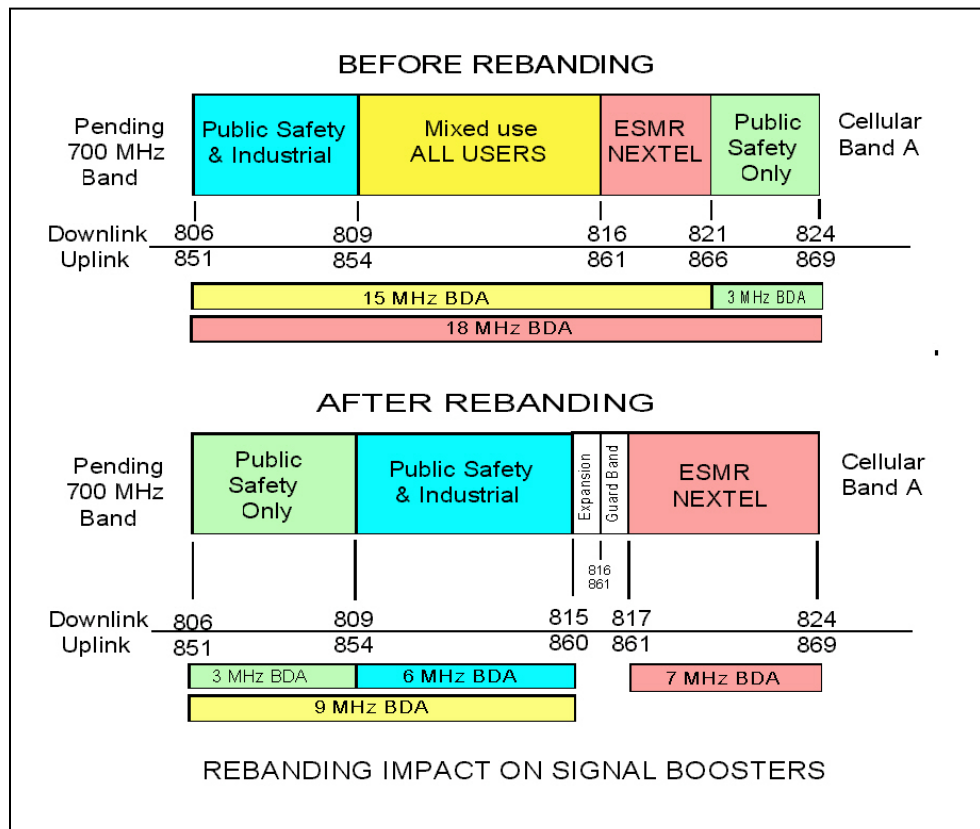 BEFORE REBANDING
Pending
700 MHz
Band
Public Safety
& Industrial
Mixed use
ALL USERS
ESMR
NEXTEL
Public
Safety
Only
Cellular
Band A
Downlink 806 809 816 821 824
Uplink 851 854 861 866 869
15 MHz BDA 3 MHz BDA
18 MHz BDA
AFTER REBANDING
Pending
700 MHz
Band
Public
Safety
Only
Public Safety
& Industrial
Expansion
Guard Band
ESMR
NEXTEL
Cellular
Band A
816
861
Downlink 806 809 815 817 824
Uplink 851 854 860 861 869
3 MHz BDA 6 MHz BDA 7 MHz BDA
9 MHz BDA
REBANDING IMPACT ON SIGNAL BOOSTERS